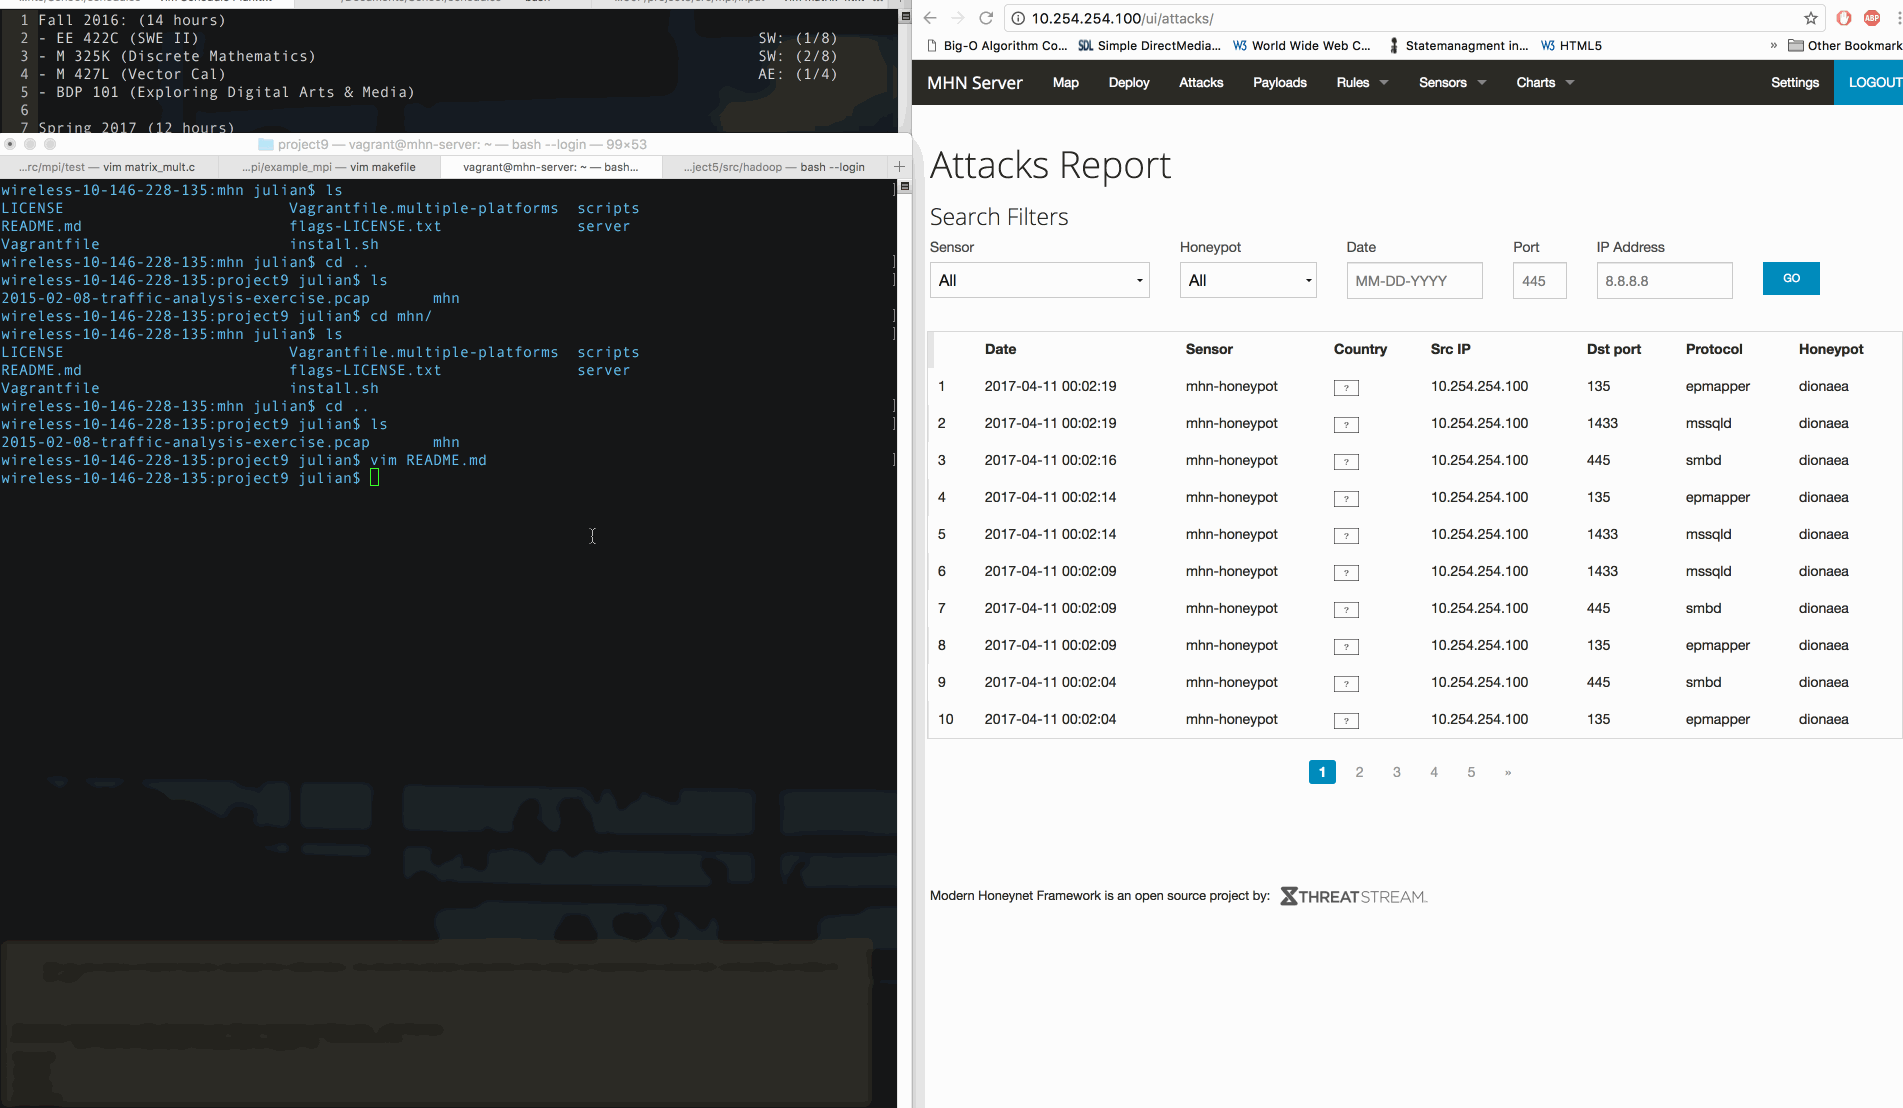 1 Fall 2016: (14 hours)
2 - EE 422C (SWE II) SW: (1/8)
3 - M 325K (Discrete Mathematics) SW: (2/8)
4 - M 427L (Vector Cal) AE: (1/4)
5 - BDP 101 (Exploring Digital Arts & Media)
6
7 Spring 2017 (12 hours)
project9 — vagrant@mhn-server: ~ — bash --login — 99×53
...rc/mpi/test — vim matrix_mult.c ...pi/example_mpi — vim makefile vagrant@mhn-server: ~ — bash... ...ject5/src/hadoop — bash --login +
wireless-10-146-228-135:mhn julian$ ls
LICENSE Vagrantfile.multiple-platforms scripts
README.md flags-LICENSE.txt server
Vagrantfile install.sh
wireless-10-146-228-135:mhn julian$ cd ..
wireless-10-146-228-135:project9 julian$ ls
2015-02-08-traffic-analysis-exercise.pcap mhn
wireless-10-146-228-135:project9 julian$ cd mhn/
wireless-10-146-228-135:mhn julian$ ls
LICENSE Vagrantfile.multiple-platforms scripts
README.md flags-LICENSE.txt server
Vagrantfile install.sh
wireless-10-146-228-135:mhn julian$ cd ..
wireless-10-146-228-135:project9 julian$ ls
2015-02-08-traffic-analysis-exercise.pcap mhn
wireless-10-146-228-135:project9 julian$ vim README.md
wireless-10-146-228-135:project9 julian$
10.254.254.100/ui/attacks/ ABP
Big-O Algorithm Co... SDL Simple DirectMedia... W3 World Wide Web C... Statemanagment in... W3 HTML5 » Other Bookmark
MHN Server Map Deploy Attacks Payloads Rules Sensors Charts Settings LOGOUT
Attacks Report
Search Filters
Sensor Honeypot Date Port IP Address
All All MM-DD-YYYY 445 8.8.8.8 GO
Date Sensor Country Src IP Dst port Protocol Honeypot
1 2017-04-11 00:02:19 mhn-honeypot ? 10.254.254.100 135 epmapper dionaea
2 2017-04-11 00:02:19 mhn-honeypot ? 10.254.254.100 1433 mssqld dionaea
3 2017-04-11 00:02:16 mhn-honeypot ? 10.254.254.100 445 smbd dionaea
4 2017-04-11 00:02:14 mhn-honeypot ? 10.254.254.100 135 epmapper dionaea
5 2017-04-11 00:02:14 mhn-honeypot ? 10.254.254.100 1433 mssqld dionaea
6 2017-04-11 00:02:09 mhn-honeypot ? 10.254.254.100 1433 mssqld dionaea
7 2017-04-11 00:02:09 mhn-honeypot ? 10.254.254.100 445 smbd dionaea
8 2017-04-11 00:02:09 mhn-honeypot ? 10.254.254.100 135 epmapper dionaea
9 2017-04-11 00:02:04 mhn-honeypot ? 10.254.254.100 445 smbd dionaea
10 2017-04-11 00:02:04 mhn-honeypot ? 10.254.254.100 135 epmapper dionaea
1 2 3 4 5 »
Modern Honeynet Framework is an open source project by: THREATSTREAM